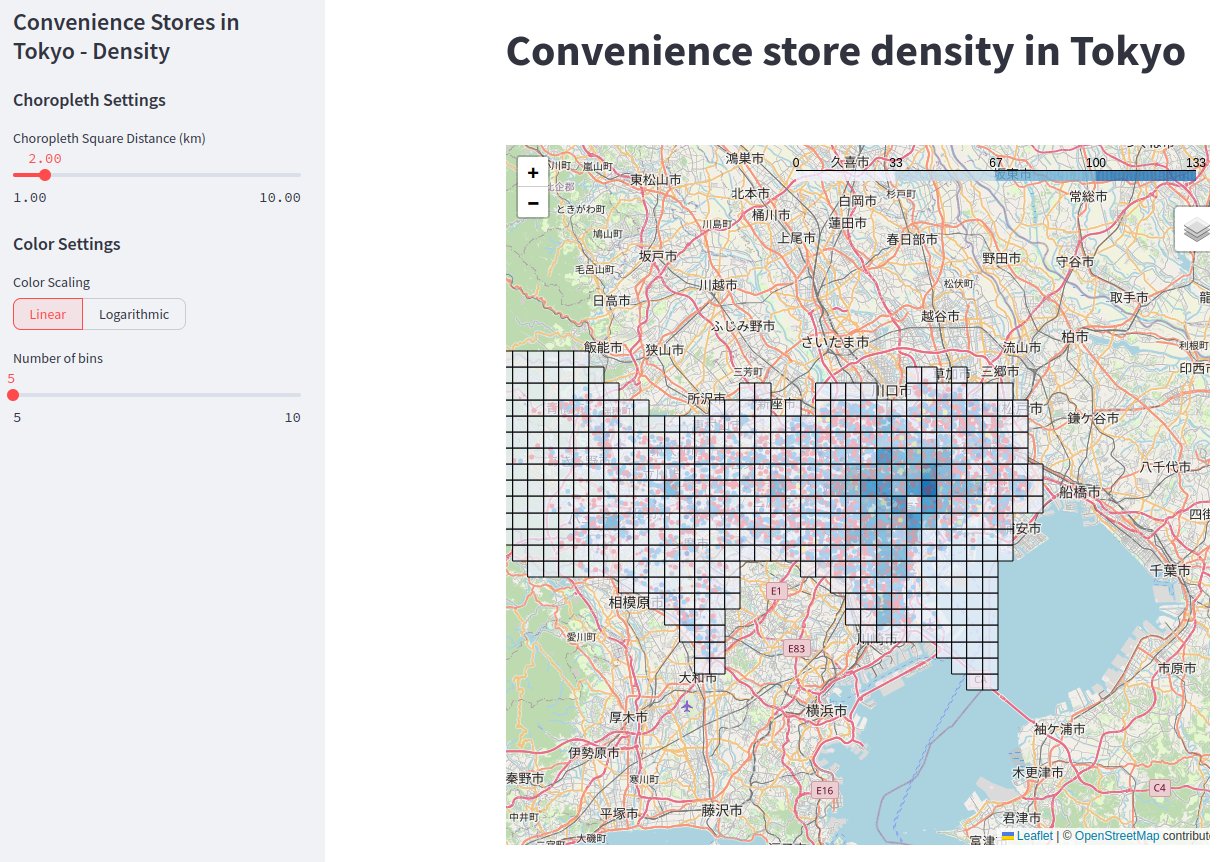 Convenience Stores in
Tokyo - Density
Choropleth Settings
Choropleth Square Distance (km)
2.00
1.00 10.00
Color Settings
Color Scaling
Linear Logarithmic
Number of bins
5
5 10
Convenience store density in Tokyo
+
−
0 33 67 100 133
鴻巣市
久喜市
嵐山町
東松山市
北本市
白岡市
杉戸町
常総市
ときがわ町
桶川市
川島町
蓮田市
鳩山町
上尾市
春日部市
坂戸市
野田市
守谷市
毛呂山町
川越市
松伏町
日高市
取手市
ふじみ野市
越谷市
さいたま市
柏市
飯能市
狭山市
流山市
利根町
三芳町
草加市
三郷市
印西市
所沢市
川口市
鎌ケ谷市
八千代市
船橋市
安市
千葉市
E1
相模原
愛川町
川崎市
E83
市原市
大和市
厚木市
横浜市
袖ケ浦市
伊勢原市
秦野市
寒川町
木更津市
E16
C4
中井町
平塚市
藤沢市
君津市
大磯町
富津
Leaflet | © OpenStreetMap contribut